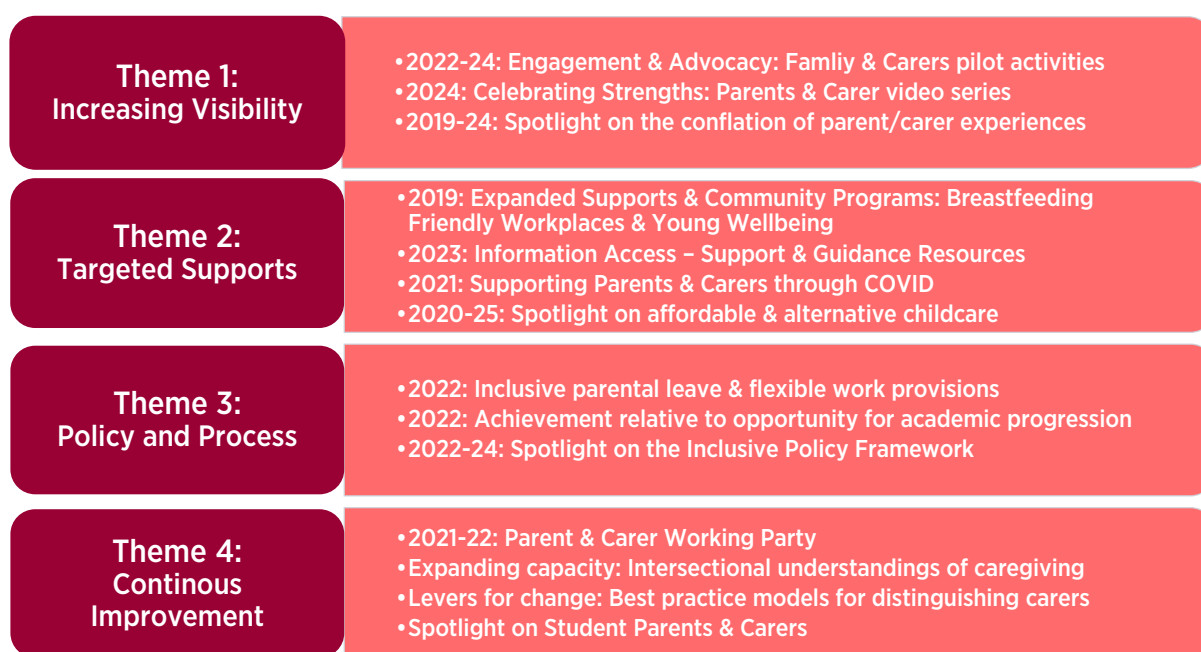 Theme 1:
Increasing Visibility
•2022-24: Engagement & Advocacy: Famliy & Carers pilot activities
•2024: Celebrating Strengths: Parents & Carer video series
•2019-24: Spotlight on the conflation of parent/carer experiences
Theme 2:
Targeted Supports
•2019: Expanded Supports & Community Programs: Breastfeeding
Friendly Workplaces & Young Wellbeing
•2023: Information Access – Support & Guidance Resources
•2021: Supporting Parents & Carers through COVID
•2020-25: Spotlight on affordable & alternative childcare
Theme 3:
Policy and Process
•2022: Inclusive parental leave & flexible work provisions
•2022: Achievement relative to opportunity for academic progression
•2022-24: Spotlight on the Inclusive Policy Framework
Theme 4:
Continous
Improvement
•2021-22: Parent & Carer Working Party
•Expanding capacity: Intersectional understandings of caregiving
•Levers for change: Best practice models for distinguishing carers
•Spotlight on Student Parents & Carers